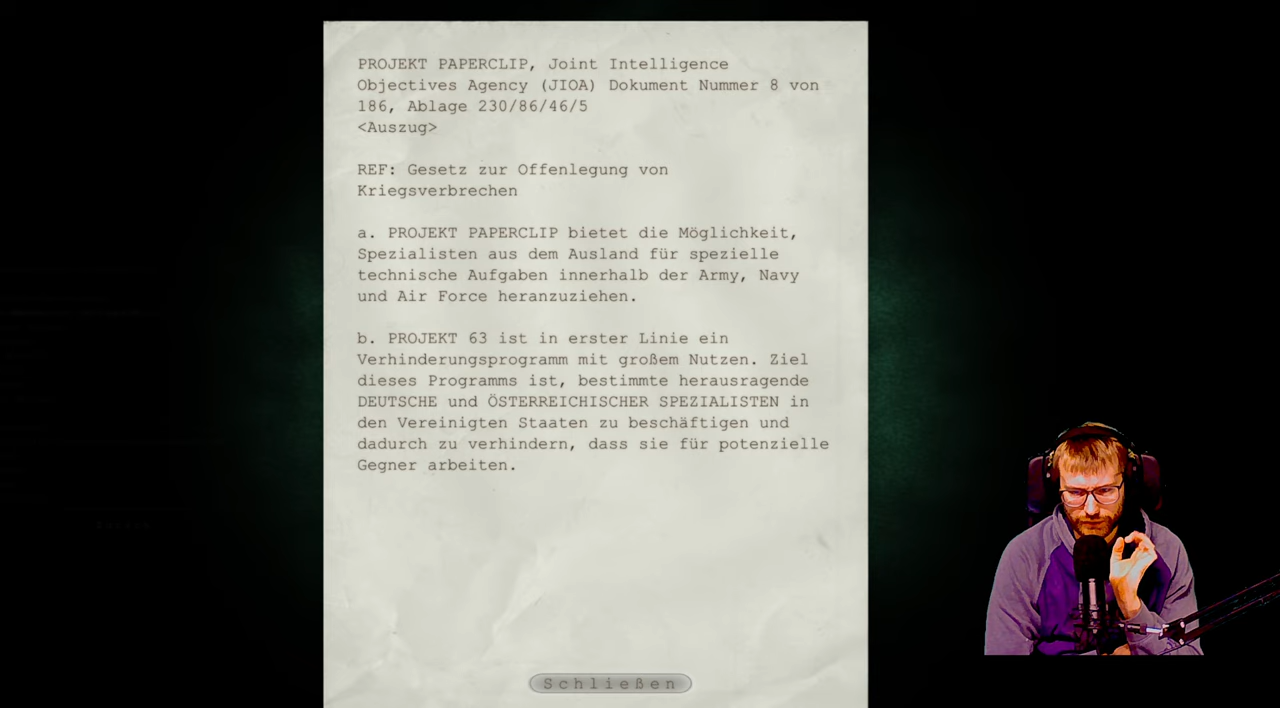 PROJEKT PAPERCLIP, Joint Intelligence
Objectives Agency (JIOA) Dokument Nummer 8 von
186, Ablage 230/86/46/5
<Auszug>
REF: Gesetz zur Offenlegung von
Kriegsverbrechen
a. PROJEKT PAPERCLIP bietet die Möglichkeit,
Spezialisten aus dem Ausland für spezielle
technische Aufgaben innerhalb der Army, Navy
und Air Force heranzuziehen.
b. PROJEKT 63 ist in erster Linie ein
Verhinderungsprogramm mit großem Nutzen. Ziel
dieses Programms ist, bestimmte herausragende
DEUTSCHE und ÖSTERREICHISCHER SPEZIALISTEN in
den Vereinigten Staaten zu beschäftigen und
dadurch zu verhindern, dass sie für potenzielle
Gegner arbeiten.
Schließen